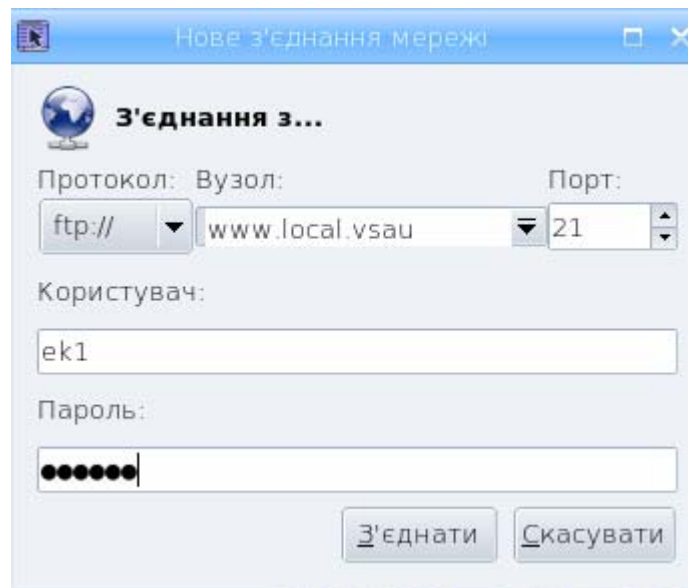 Нове з'єднання мережі
З'єднання з...
Протокол: Вузол: Порт:
ftp:// www.local.vsau 21
Користувач:
ek1
Пароль:
●●●●●●
З'єднати Скасувати